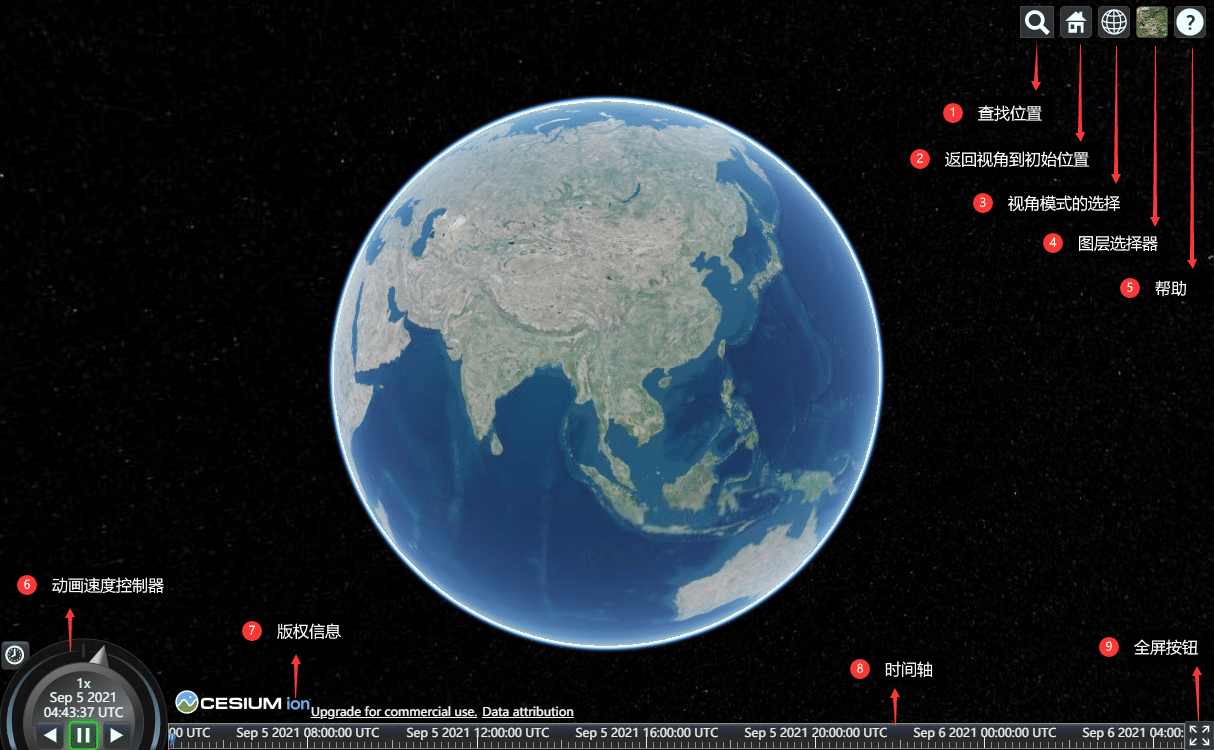 ?
1 查找位置
2 返回视角到初始位置
3 视角模式的选择
4 图层选择器
5 帮助
6 动画速度控制器
7 版权信息
8 时间轴
9 全屏按钮
1x
Sep 5 2021
04:43:37 UTC
CESIUM ion
Upgrade for commercial use. Data attribution
00 UTC Sep 5 2021 08:00:00 UTC Sep 5 2021 12:00:00 UTC Sep 5 2021 16:00:00 UTC Sep 5 2021 20:00:00 UTC Sep 6 2021 00:00:00 UTC Sep 6 2021 04:00: